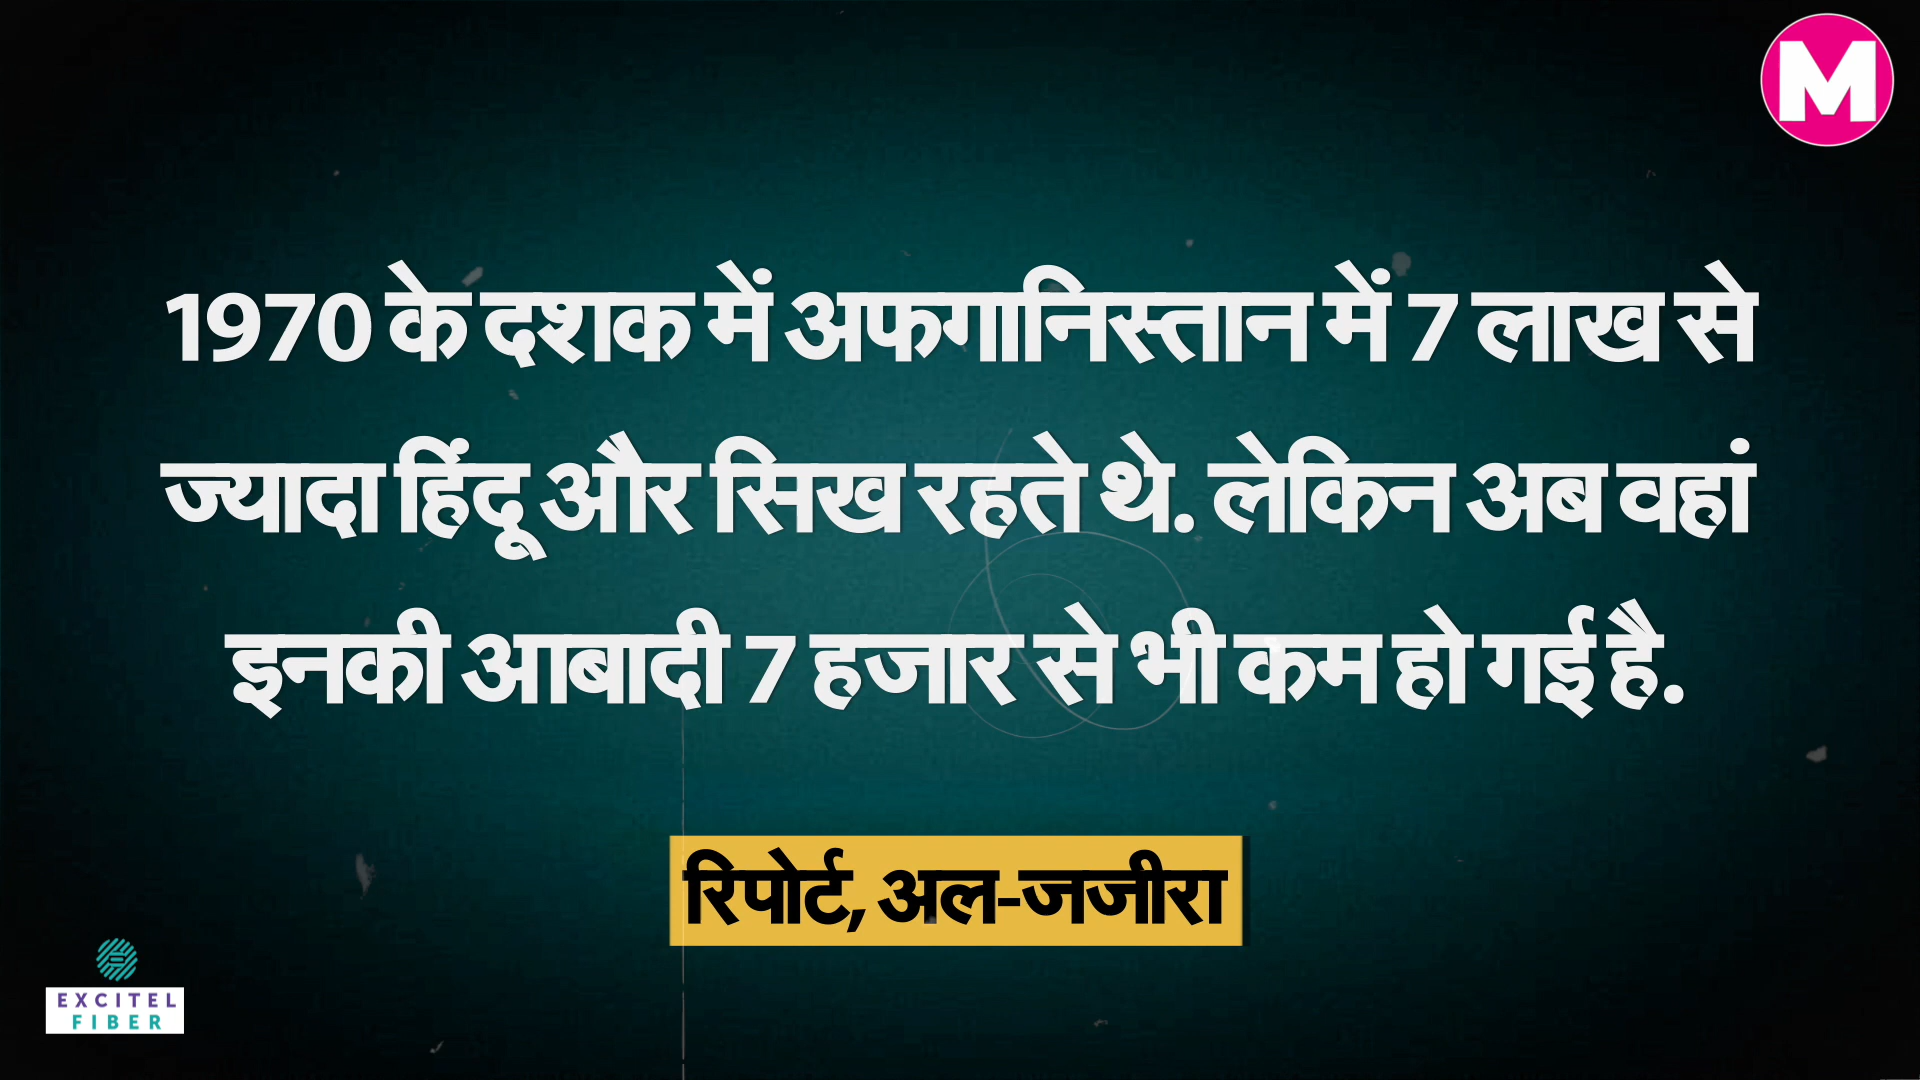 M
1970 के दशक में अफगानिस्तान में 7 लाख से
ज्यादा हिंदू और सिख रहते थे. लेकिन अब वहां
इनकी आबादी 7 हजार से भी कम हो गई है.
रिपोर्ट, अल-जजीरा
EXCITEL
FIBER